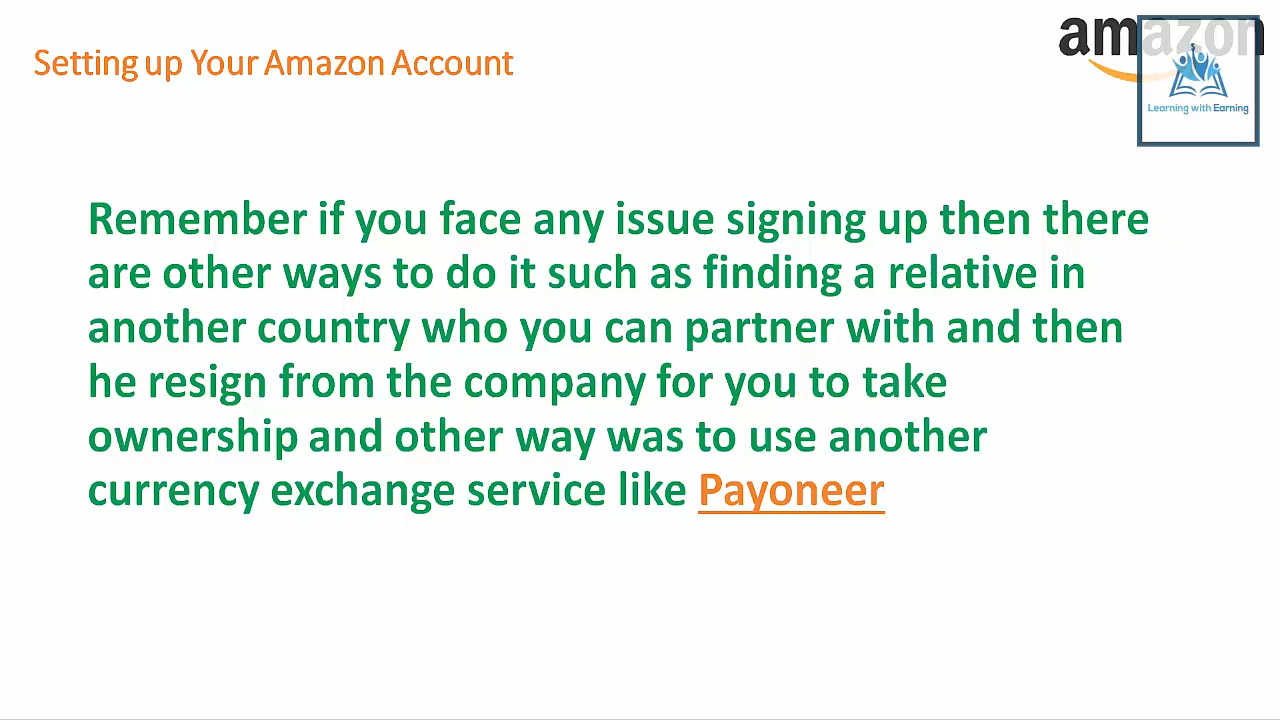 Setting up Your Amazon Account
amazon
Learning with Earning
Remember if you face any issue signing up then there
are other ways to do it such as finding a relative in
another country who you can partner with and then
he resign from the company for you to take
ownership and other way was to use another
currency exchange service like Payoneer